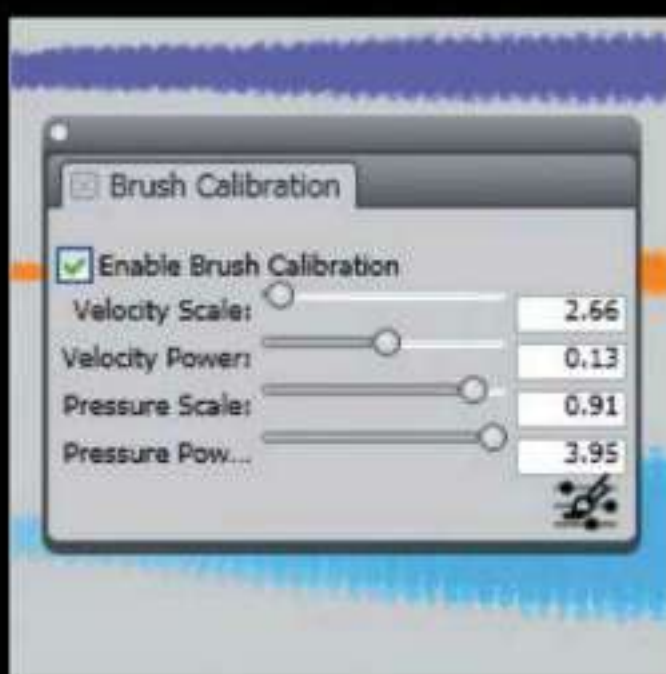 Brush Calibration
Enable Brush Calibration
Velocity Scale: 2.66
Velocity Power: 0.13
Pressure Scale: 0.91
Pressure Pow... 3.95